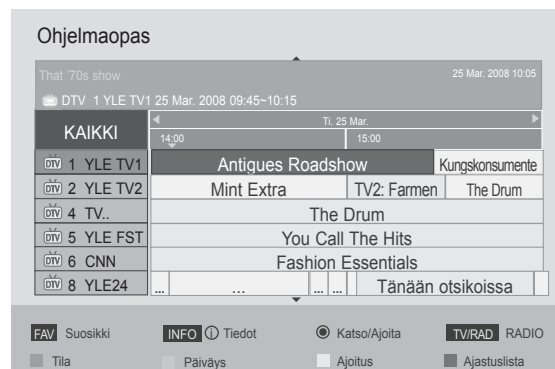 Ohjelmaopas
That '70s show
25 Mar. 2008 10:05
DTV 1 YLE TV1 25 Mar. 2008 09:45~10:15
KAIKKI
Ti. 25 Mar.
14:00 15:00
DTV 1 YLE TV1 Antigues Roadshow Kungskonsumente
DTV 2 YLE TV2 Mint Extra TV2: Farmen The Drum
DTV 4 TV.. The Drum
DTV 5 YLE FST You Call The Hits
DTV 6 CNN Fashion Essentials
DTV 8 YLE24 ... ... ... ... Tänään otsikoissa
FAV Suosikki INFO Tiedot Katso/Ajoita TV/RAD RADIO
Tila Päiväys Ajoitus Ajastuslista